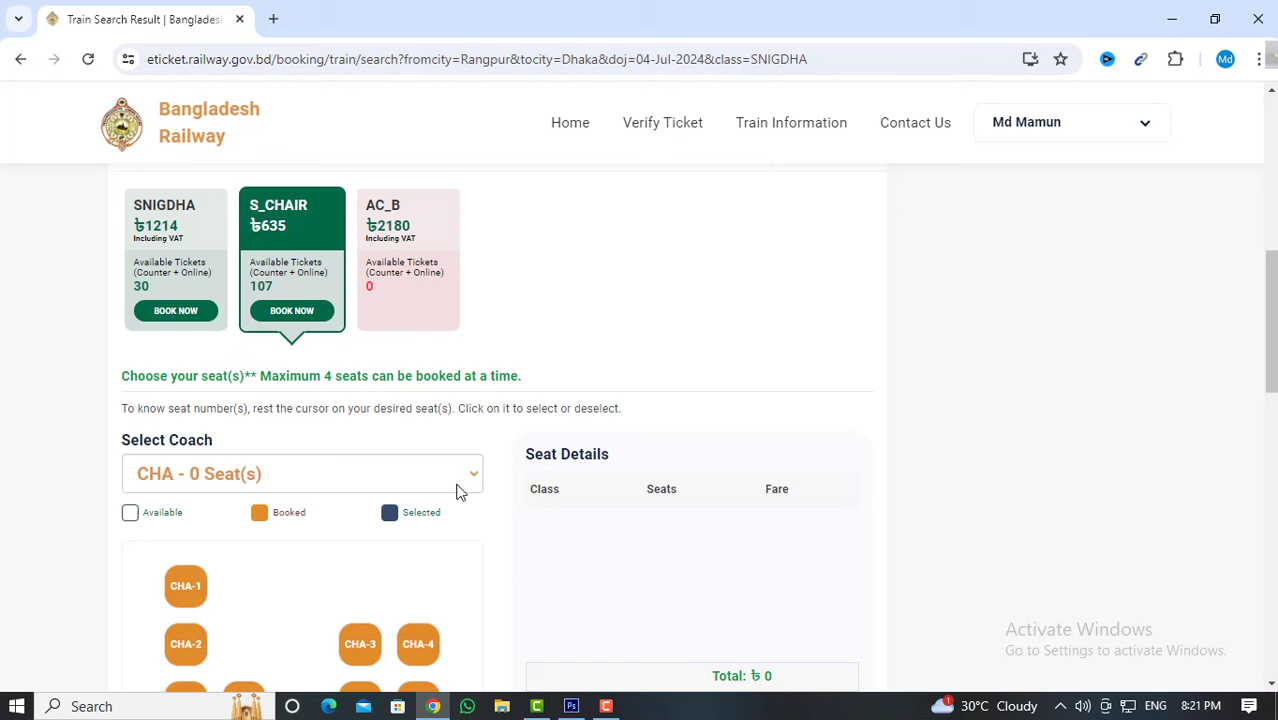 Train Search Result | Bangladesh
eticket.railway.gov.bd/booking/train/search?fromcity=Rangpur&tocity=Dhaka&doj=04-Jul-2024&class=SNIGDHA
Md
Bangladesh
Railway
Home
Verify Ticket
Train Information
Contact Us
Md Mamun
SNIGDHA
৳1214
Including VAT
Available Tickets
(Counter + Online)
30
BOOK NOW
S_CHAIR
৳635
Available Tickets
(Counter + Online)
107
BOOK NOW
AC_B
৳2180
Including VAT
Available Tickets
(Counter + Online)
0
Choose your seat(s)** Maximum 4 seats can be booked at a time.
To know seat number(s), rest the cursor on your desired seat(s). Click on it to select or deselect.
Select Coach
CHA - 0 Seat(s)
Available
Booked
Selected
CHA-1
CHA-2
CHA-3
CHA-4
Seat Details
Class
Seats
Fare
Total: ৳ 0
Activate Windows
Go to Settings to activate Windows.
Search
1
30°C Cloudy
ENG
8:21 PM